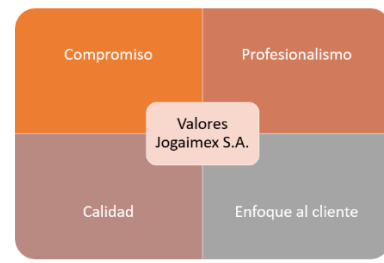 Compromiso
Profesionalismo
Valores
Jogaimex S.A.
Calidad
Enfoque al cliente